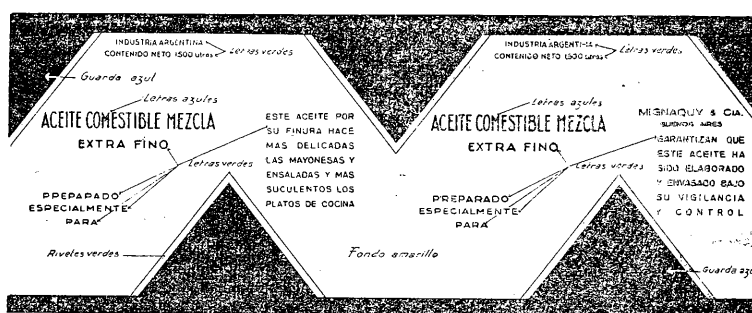 INDUSTRIA ARGENTINA
CONTENIDO NETO 1500 Litros
Letras verdes
Guarda azul
Letras azules
ACEITE COMESTIBLE MEZCLA
EXTRA FINO
Letras verdes
PREPARADO
ESPECIALMENTE
PARA
ESTE ACEITE POR
SU FINURA HACE
MAS DELICADAS
LAS MAYONESAS Y
ENSALADAS Y MAS
SUCULENTOS LOS
PLATOS DE COCINA
Riveles verdes
Fondo amarillo
INDUSTRIA ARGENTINA
CONTENIDO NETO 1500 Litros
Letras verdes
Letras azules
ACEITE COMESTIBLE MEZCLA
EXTRA FINO
Letras verdes
PREPARADO
ESPECIALMENTE
PARA
MIGNAQUY & CIA.
BUENOS AIRES
GARANTIZAN QUE
ESTE ACEITE HA
SIDO ELABORADO
Y ENVASADO BAJO
SU VIGILANCIA
Y CONTROL
Guarda azul